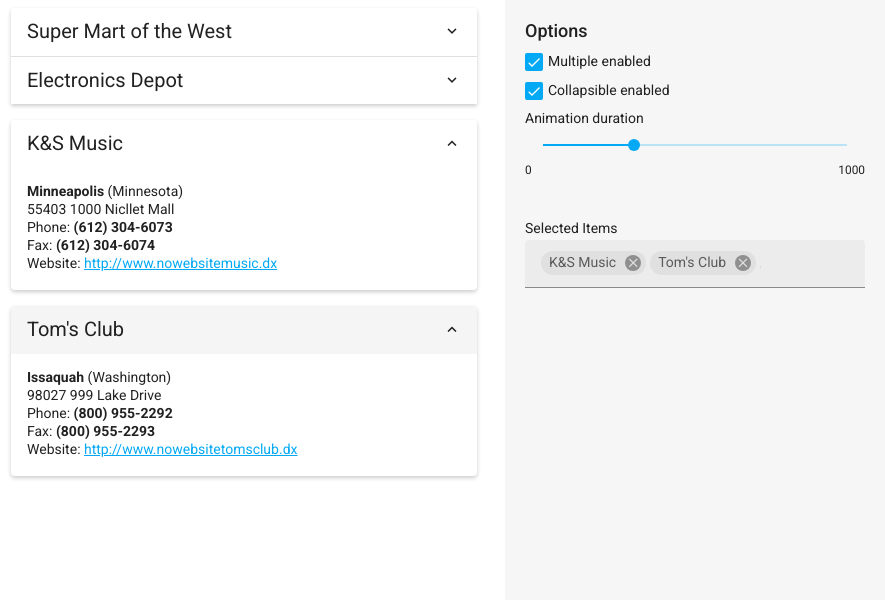 Super Mart of the West
Electronics Depot
K&S Music
Minneapolis (Minnesota)
55403 1000 Nicllet Mall
Phone: (612) 304-6073
Fax: (612) 304-6074
Website: http://www.nowebsitemusic.dx
Tom's Club
Issaquah (Washington)
98027 999 Lake Drive
Phone: (800) 955-2292
Fax: (800) 955-2293
Website: http://www.nowebsitetomsclub.dx
Options
Multiple enabled
Collapsible enabled
Animation duration
0 1000
Selected Items
K&S Music Tom's Club